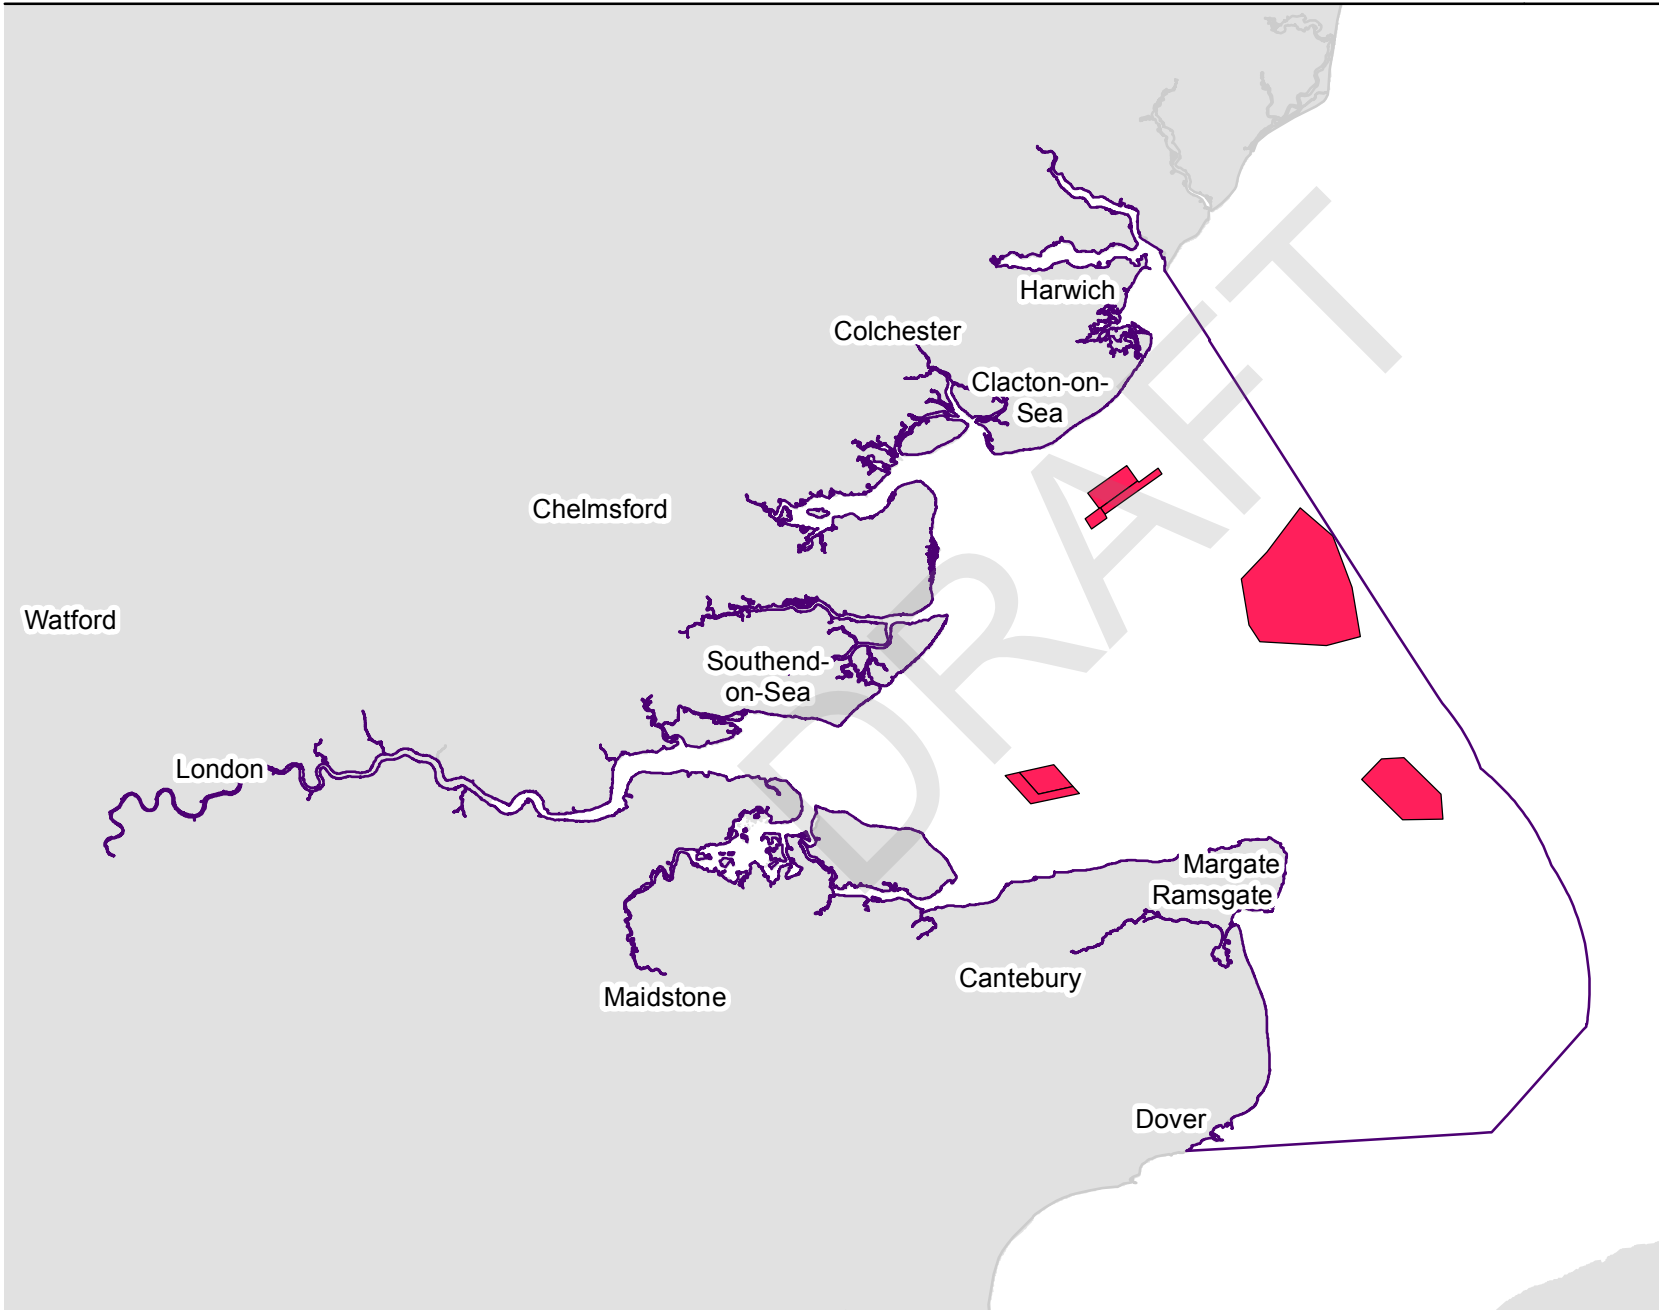 Harwich
Colchester
Clacton-on-
Sea
Chelmsford
Watford
Southend-
on-Sea
London
Margate
Ramsgate
Cantebury
Maidstone
Dover
DRAFT